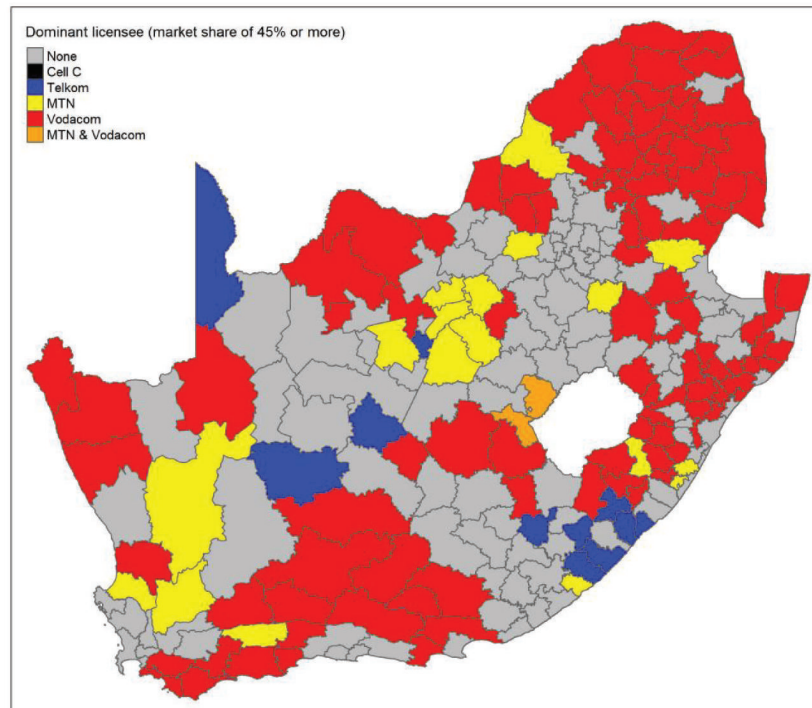 Dominant licensee (market share of 45% or more)
None
Cell C
Telkom
MTN
Vodacom
MTN & Vodacom